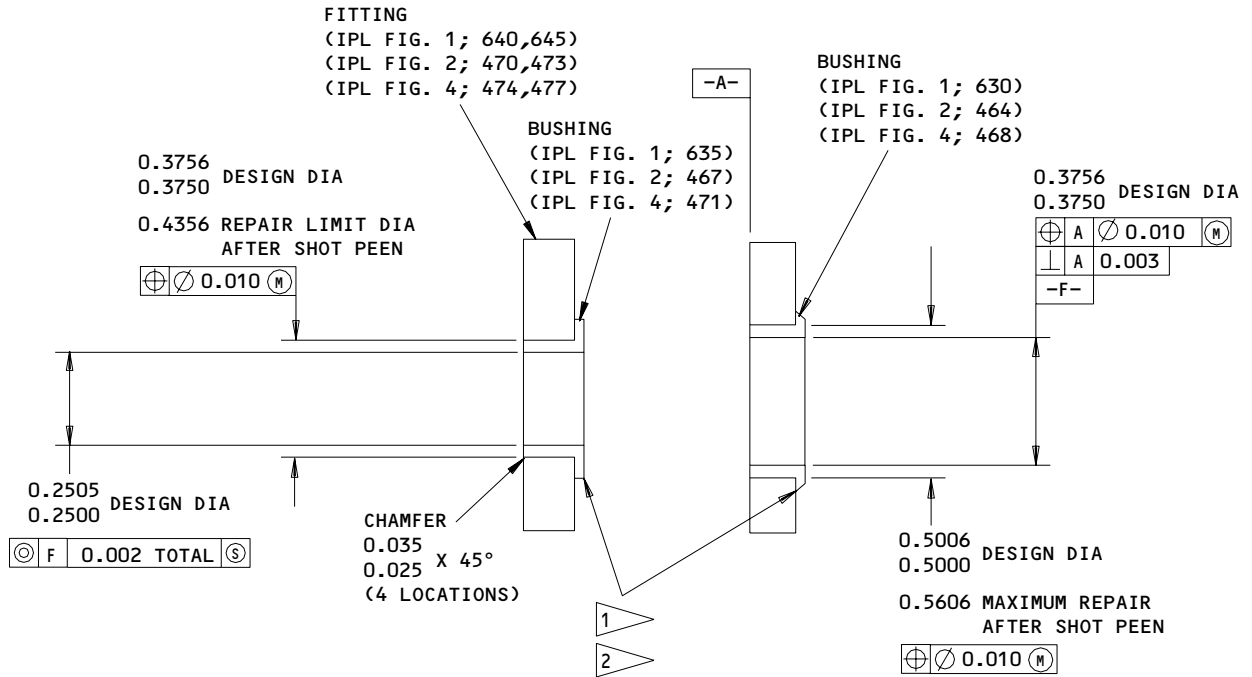 FITTING
(IPL FIG. 1; 640,645)
(IPL FIG. 2; 470,473)
(IPL FIG. 4; 474,477)
-A-
BUSHING
(IPL FIG. 1; 630)
(IPL FIG. 2; 464)
(IPL FIG. 4; 468)
BUSHING
(IPL FIG. 1; 635)
(IPL FIG. 2; 467)
(IPL FIG. 4; 471)
0.3756
0.3750 DESIGN DIA
0.4356 REPAIR LIMIT DIA
AFTER SHOT PEEN
⌖ ∅ 0.010 Ⓜ
0.3756
0.3750 DESIGN DIA
⌖ A ∅ 0.010 Ⓜ
⊥ A 0.003
-F-
0.2505
0.2500 DESIGN DIA
◎ F 0.002 TOTAL Ⓢ
CHAMFER
0.035
0.025 X 45°
(4 LOCATIONS)
1
2
0.5006
0.5000 DESIGN DIA
0.5606 MAXIMUM REPAIR
AFTER SHOT PEEN
⌖ ∅ 0.010 Ⓜ